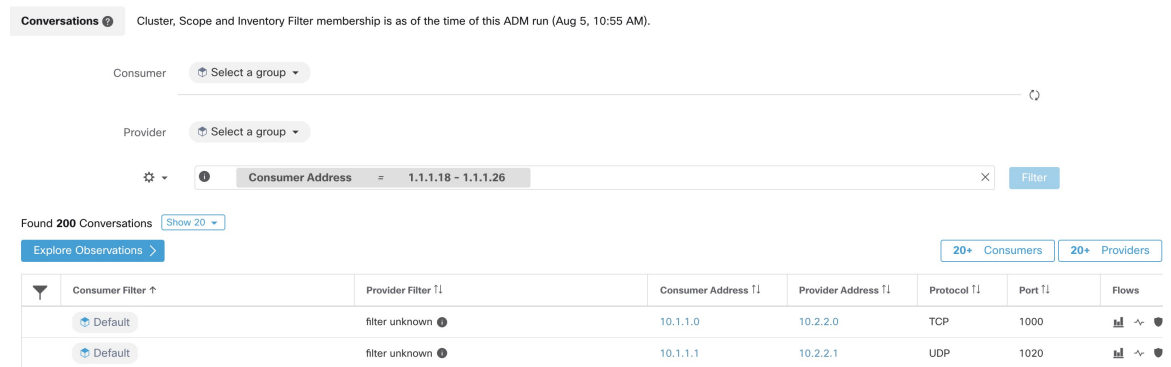 Conversations Cluster, Scope and Inventory Filter membership is as of the time of this ADM run (Aug 5, 10:55 AM).
Consumer Select a group
Provider Select a group
Consumer Address = 1.1.1.18 - 1.1.1.26 Filter
Found 200 Conversations Show 20
Explore Observations 20+ Consumers 20+ Providers
Consumer Filter Provider Filter Consumer Address Provider Address Protocol Port Flows
Default filter unknown 10.1.1.0 10.2.2.0 TCP 1000
Default filter unknown 10.1.1.1 10.2.2.1 UDP 1020